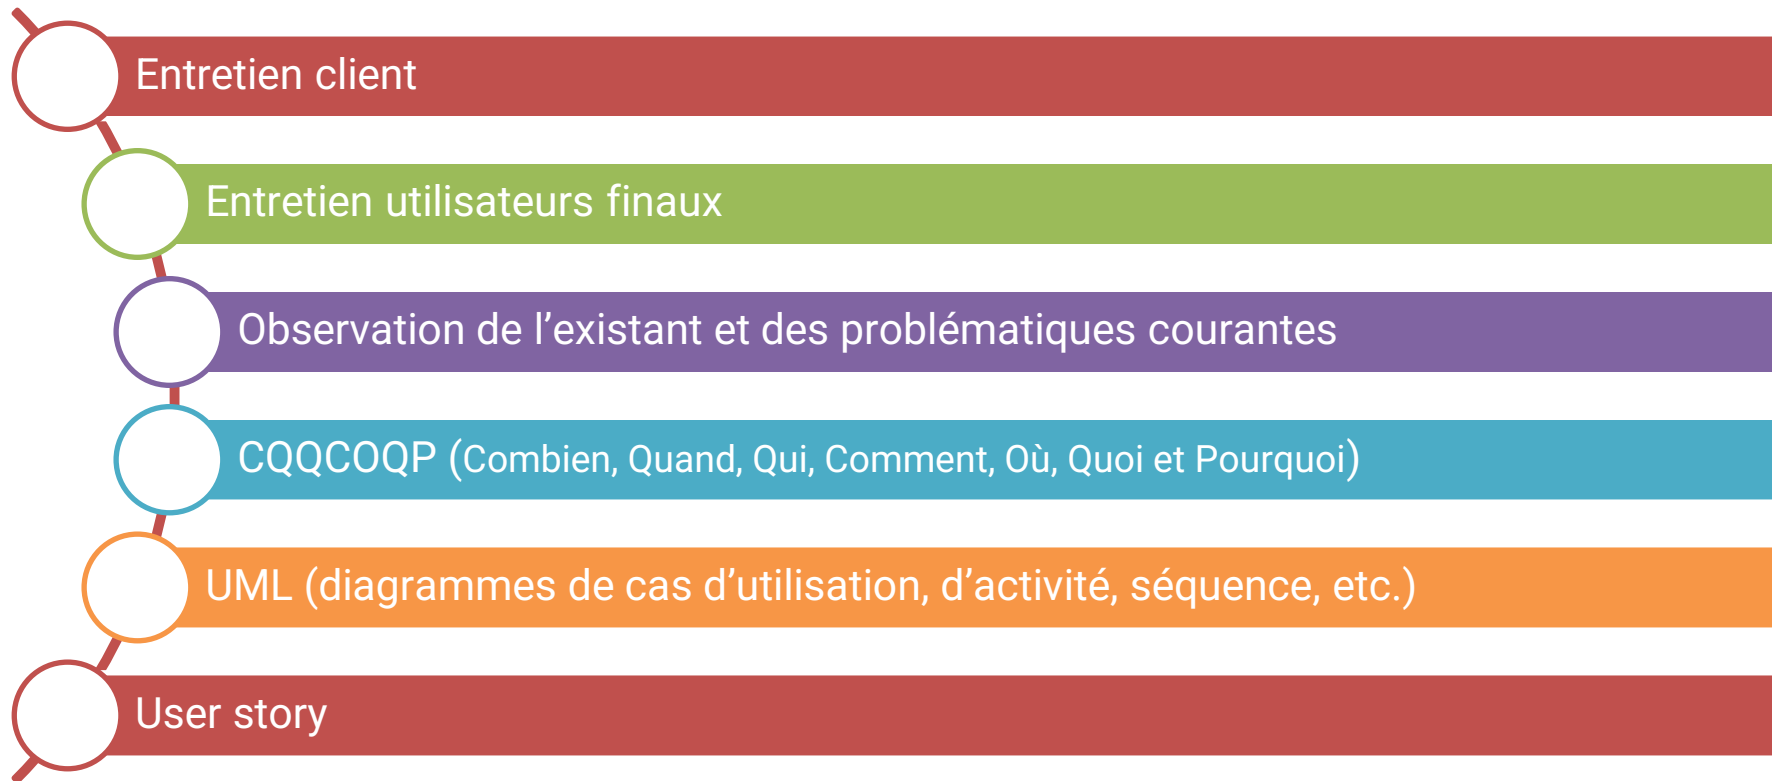 Entretien client
Entretien utilisateurs finaux
Observation de l’existant et des problématiques courantes
CQQCOQP (Combien, Quand, Qui, Comment, Où, Quoi et Pourquoi)
UML (diagrammes de cas d’utilisation, d’activité, séquence, etc.)
User story